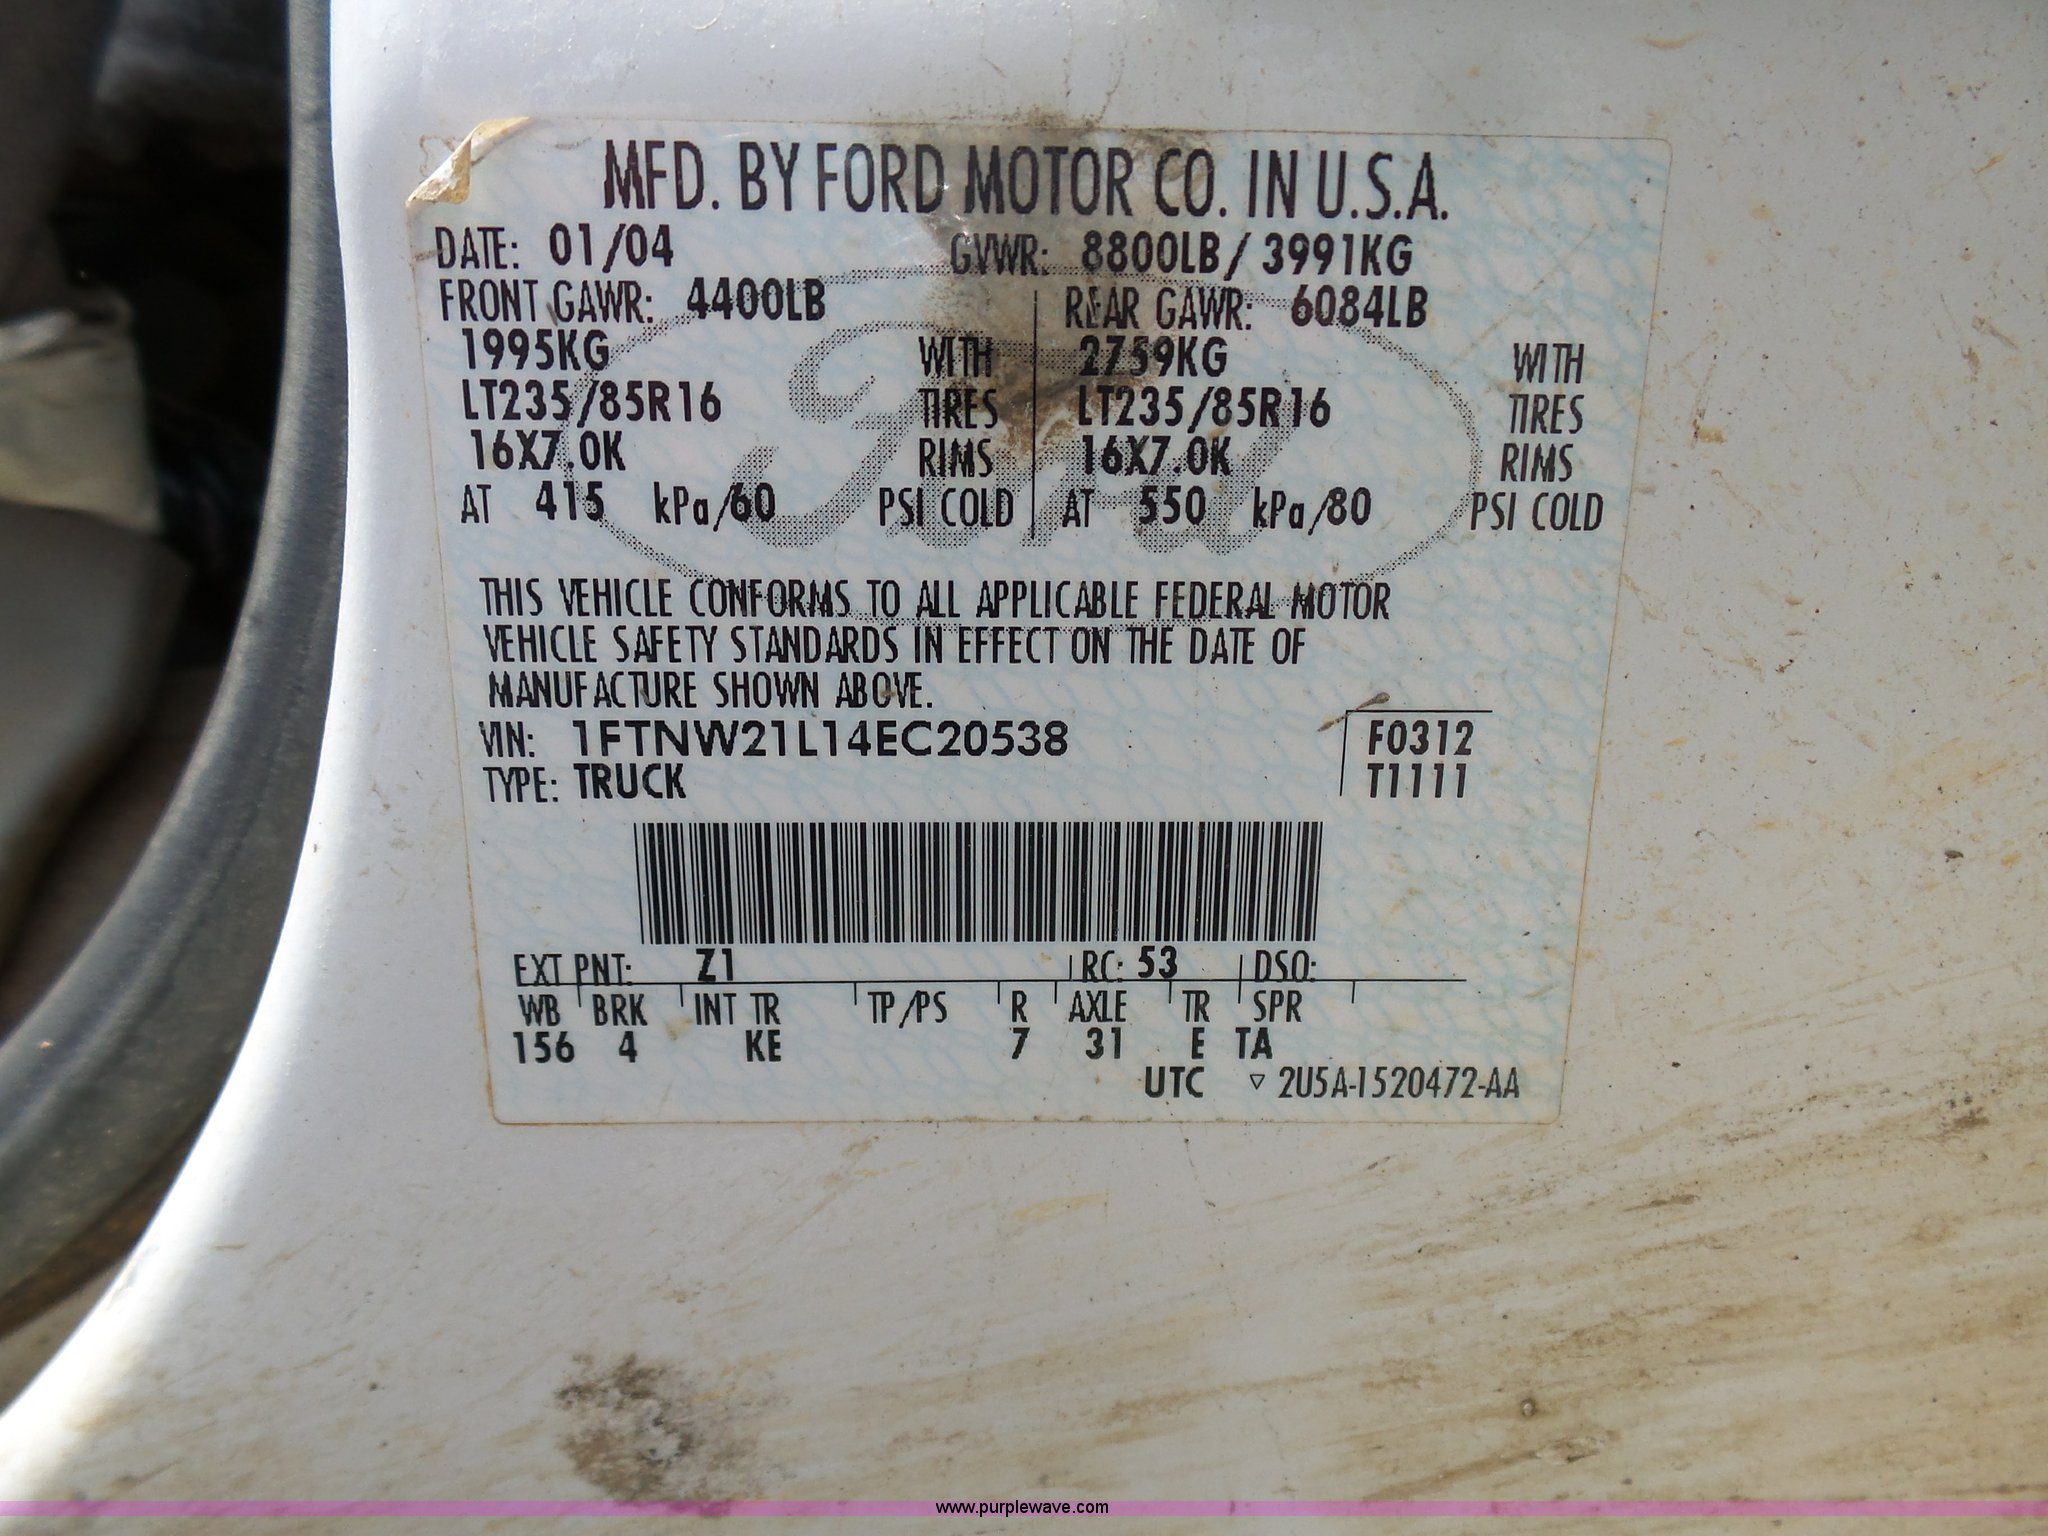 MFD. BY FORD MOTOR CO. IN U.S.A.
DATE: 01/04 GVWR: 8800LB / 3991KG
FRONT GAWR: 4400LB REAR GAWR: 6084LB
1995KG WITH 2759KG WITH
LT235/85R16 TIRES LT235/85R16 TIRES
16X7.0K RIMS 16X7.0K RIMS
AT 415 kPa/60 PSI COLD AT 550 kPa/80 PSI COLD
Ford
THIS VEHICLE CONFORMS TO ALL APPLICABLE FEDERAL MOTOR
VEHICLE SAFETY STANDARDS IN EFFECT ON THE DATE OF
MANUFACTURE SHOWN ABOVE.
VIN: 1FTNW21L14EC20538 F0312
TYPE: TRUCK T1111
EXT PNT: Z1 RC: 53 DSO:
WB BRK INT TR TP/PS R AXLE TR SPR
156 4 KE 7 31 E TA
UTC ▽ 2U5A-1520472-AA
www.purplewave.com